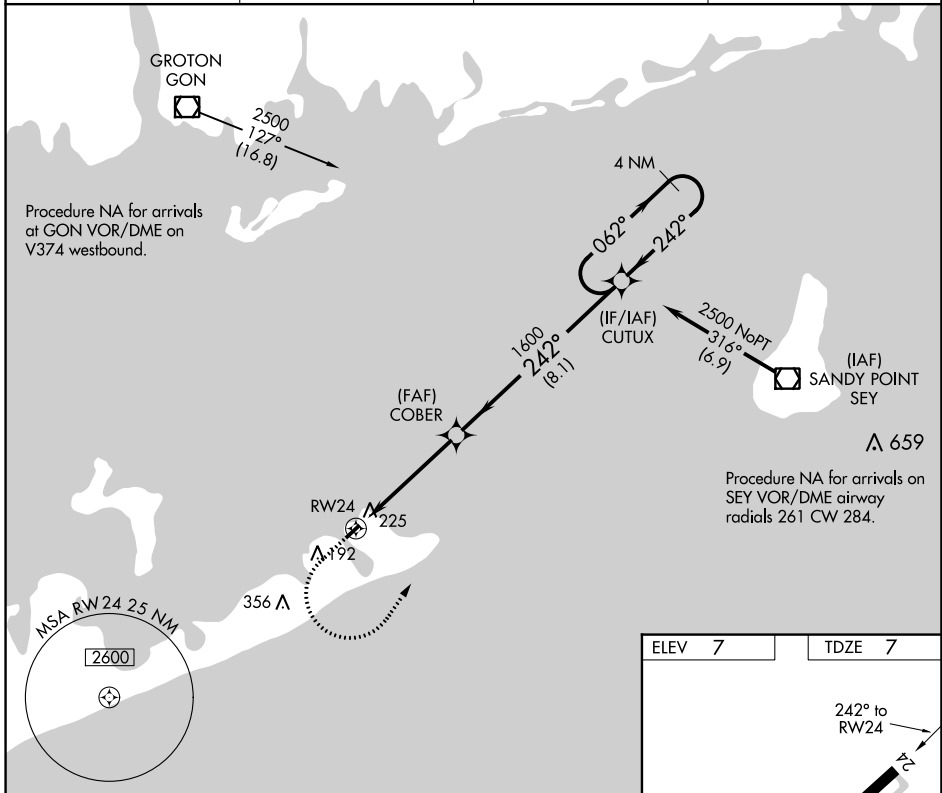 GROTON
GON
2500
127°
(16.8)
4 NM
Procedure NA for arrivals
at GON VOR/DME on
V374 westbound.
062°
242°
(IF/IAF)
CUTUX
2500 NoPT
316°
(6.9)
(IAF)
SANDY POINT
SEY
1600
242°
(8.1)
(FAF)
COBER
659
Procedure NA for arrivals on
SEY VOR/DME airway
radials 261 CW 284.
RW24
225
192
356
MSA RW24 25 NM
2600
ELEV 7
TDZE 7
242° to
RW24
24